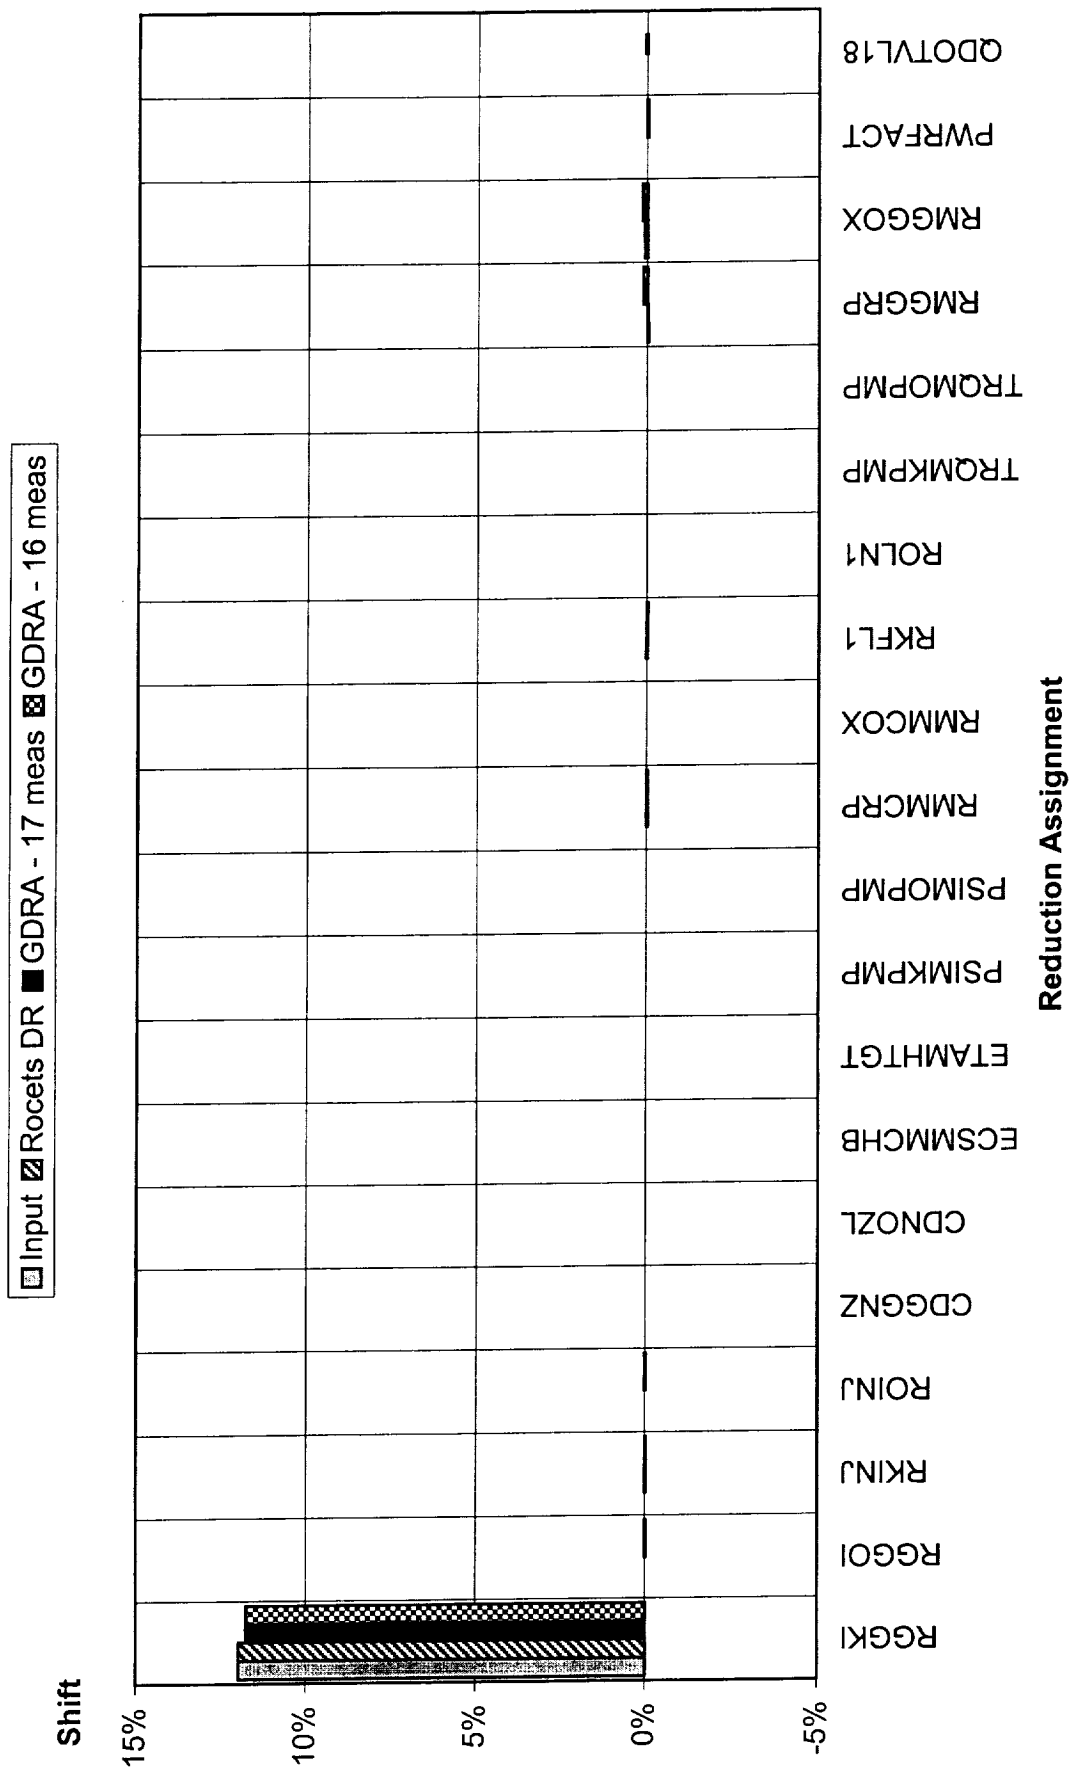 Input Rocets DR GDRA - 17 meas GDRA - 16 meas
Shift
15%
10%
5%
0%
-5%
RGGKI
RGGOI
RKINJ
ROINJ
CDGGNZ
CDNOZL
ECSMMCHB
ETAMHTGT
PSIMKPMP
PSIMOPMP
RMMCRP
RMMCOX
RKFL1
ROLN1
TRQMKPMP
TRQMOPMP
RMGGRP
RMGGOX
PWRFACT
QDOTVL18
Reduction Assignment